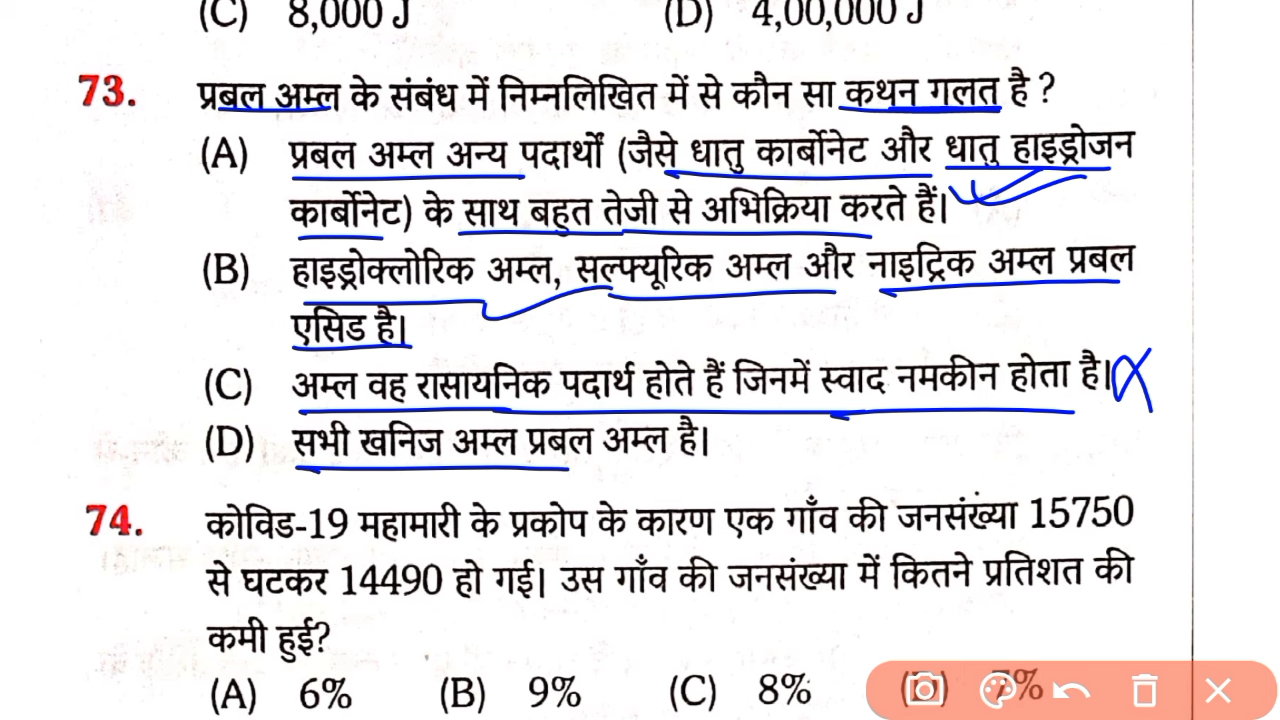 (C) 8,000 J (D) 4,00,000 J
73. प्रबल अम्ल के संबंध में निम्नलिखित में से कौन सा कथन गलत है ?
(A) प्रबल अम्ल अन्य पदार्थों (जैसे धातु कार्बोनेट और धातु हाइड्रोजन
कार्बोनेट) के साथ बहुत तेजी से अभिक्रिया करते हैं।
(B) हाइड्रोक्लोरिक अम्ल, सल्फ्यूरिक अम्ल और नाइट्रिक अम्ल प्रबल
एसिड है।
(C) अम्ल वह रासायनिक पदार्थ होते हैं जिनमें स्वाद नमकीन होता है।
(D) सभी खनिज अम्ल प्रबल अम्ल है।
74. कोविड-19 महामारी के प्रकोप के कारण एक गाँव की जनसंख्या 15750
से घटकर 14490 हो गई। उस गाँव की जनसंख्या में कितने प्रतिशत की
कमी हुई?
(A) 6% (B) 9% (C) 8% (D) 7%